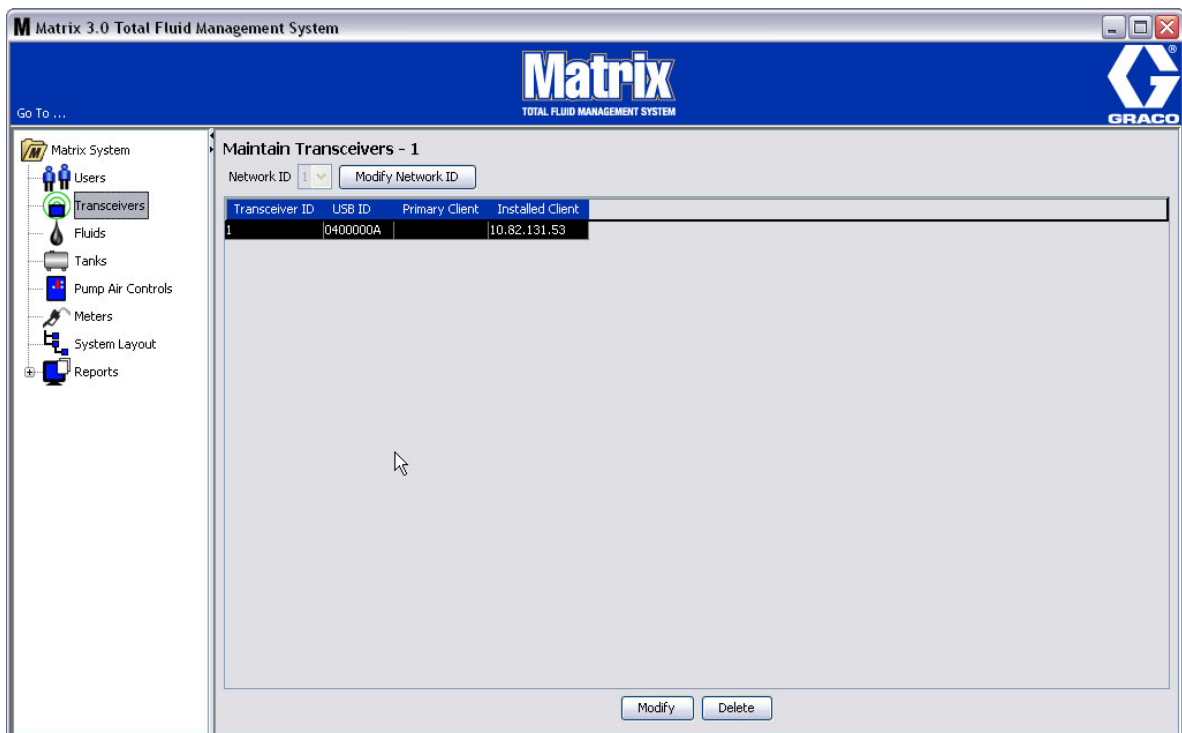 M Matrix 3.0 Total Fluid Management System
Matrix
TOTAL FLUID MANAGEMENT SYSTEM
Go To ...
GRACO
®
M Matrix System
Users
Transceivers
Fluids
Tanks
Pump Air Controls
Meters
System Layout
Reports
Maintain Transceivers - 1
Network ID 1 Modify Network ID
Transceiver ID USB ID Primary Client Installed Client
1 0400000A 10.82.131.53
Modify Delete